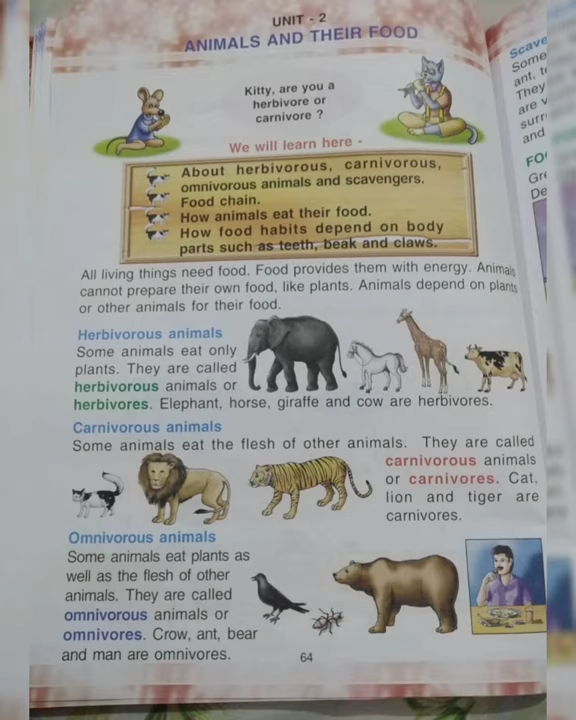 UNIT - 2
ANIMALS AND THEIR FOOD
Kitty, are you a
herbivore or
carnivore ?
We will learn here -
About herbivorous, carnivorous,
omnivorous animals and scavengers.
Food chain.
How animals eat their food.
How food habits depend on body
parts such as teeth, beak and claws.
All living things need food. Food provides them with energy. Animals
cannot prepare their own food, like plants. Animals depend on plants
or other animals for their food.
Herbivorous animals
Some animals eat only
plants. They are called
herbivorous animals or
herbivores. Elephant, horse, giraffe and cow are herbivores.
Carnivorous animals
Some animals eat the flesh of other animals. They are called
carnivorous animals
or carnivores. Cat,
lion and tiger are
carnivores.
Omnivorous animals
Some animals eat plants as
well as the flesh of other
animals. They are called
omnivorous animals or
omnivores. Crow, ant, bear
and man are omnivores.
64
Scave
Some
ant, t
They
are v
surr
and
FO
Gr
De